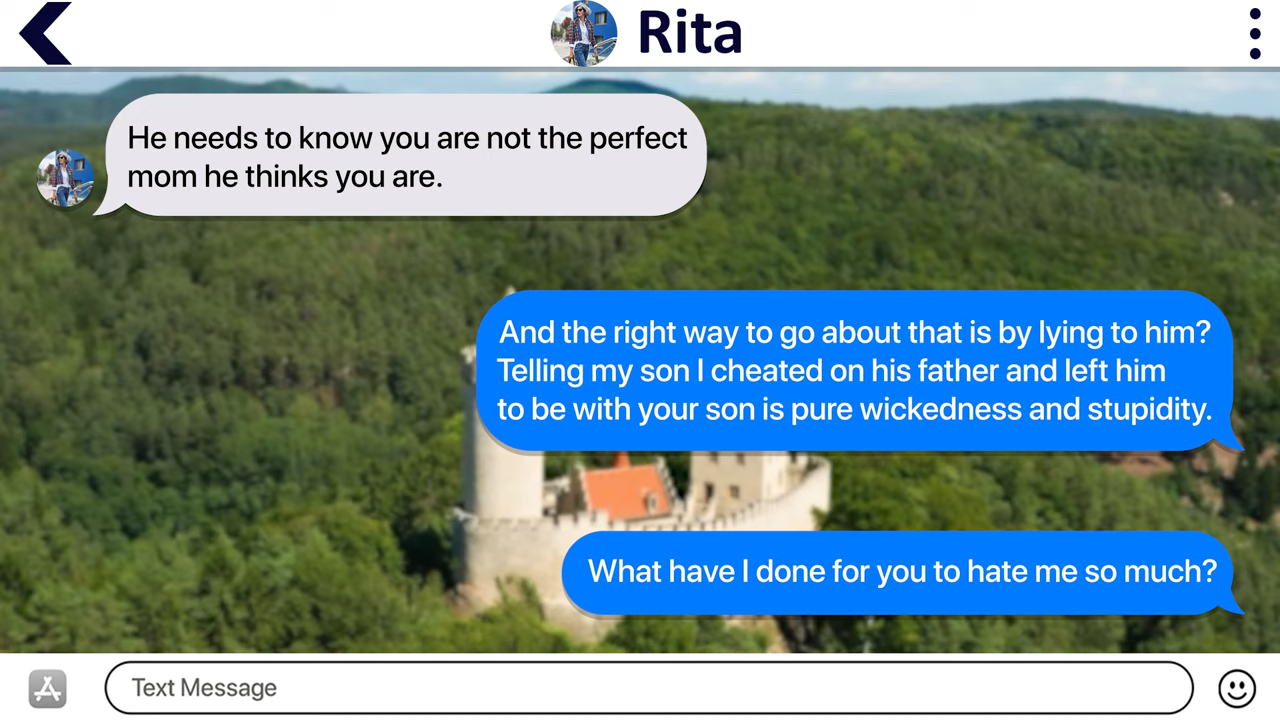 Rita
He needs to know you are not the perfect
mom he thinks you are.
And the right way to go about that is by lying to him?
Telling my son I cheated on his father and left him
to be with your son is pure wickedness and stupidity.
What have I done for you to hate me so much?
Text Message